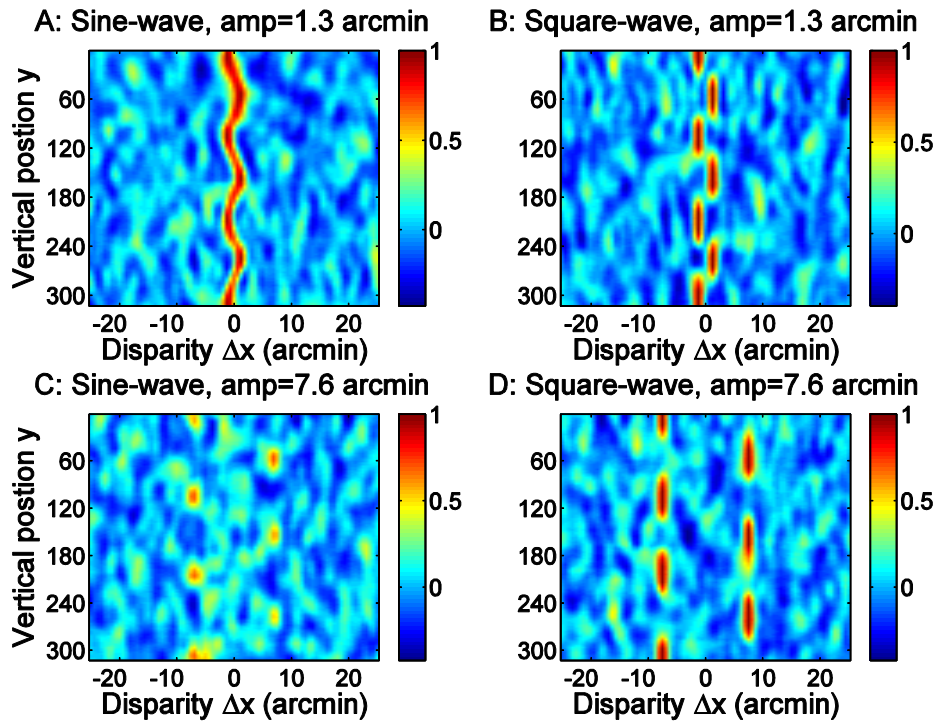 A: Sine-wave, amp=1.3 arcmin
Vertical postion y
60
120
180
240
300
-20 -10 0 10 20
Disparity Δx (arcmin)
1
0.5
0
B: Square-wave, amp=1.3 arcmin
60
120
180
240
300
-20 -10 0 10 20
Disparity Δx (arcmin)
1
0.5
0
C: Sine-wave, amp=7.6 arcmin
Vertical postion y
60
120
180
240
300
-20 -10 0 10 20
Disparity Δx (arcmin)
1
0.5
0
D: Square-wave, amp=7.6 arcmin
60
120
180
240
300
-20 -10 0 10 20
Disparity Δx (arcmin)
1
0.5
0